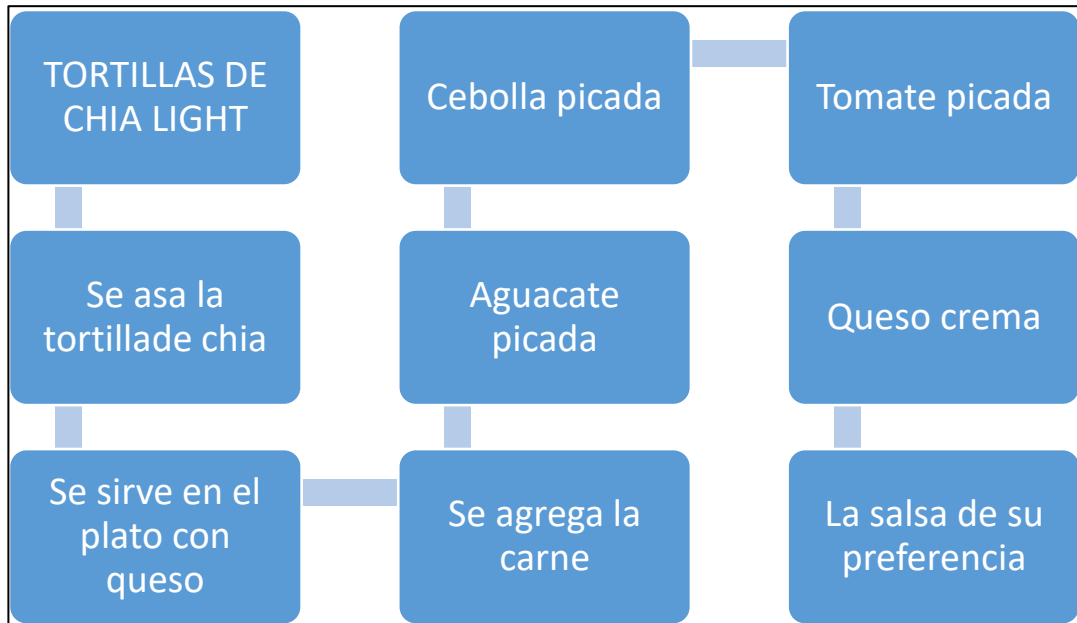 TORTILLAS DE
CHIA LIGHT
Se asa la
tortillade chia
Se sirve en el
plato con
queso
Se agrega la
carne
Aguacate
picada
Cebolla picada
Tomate picada
Queso crema
La salsa de su
preferencia